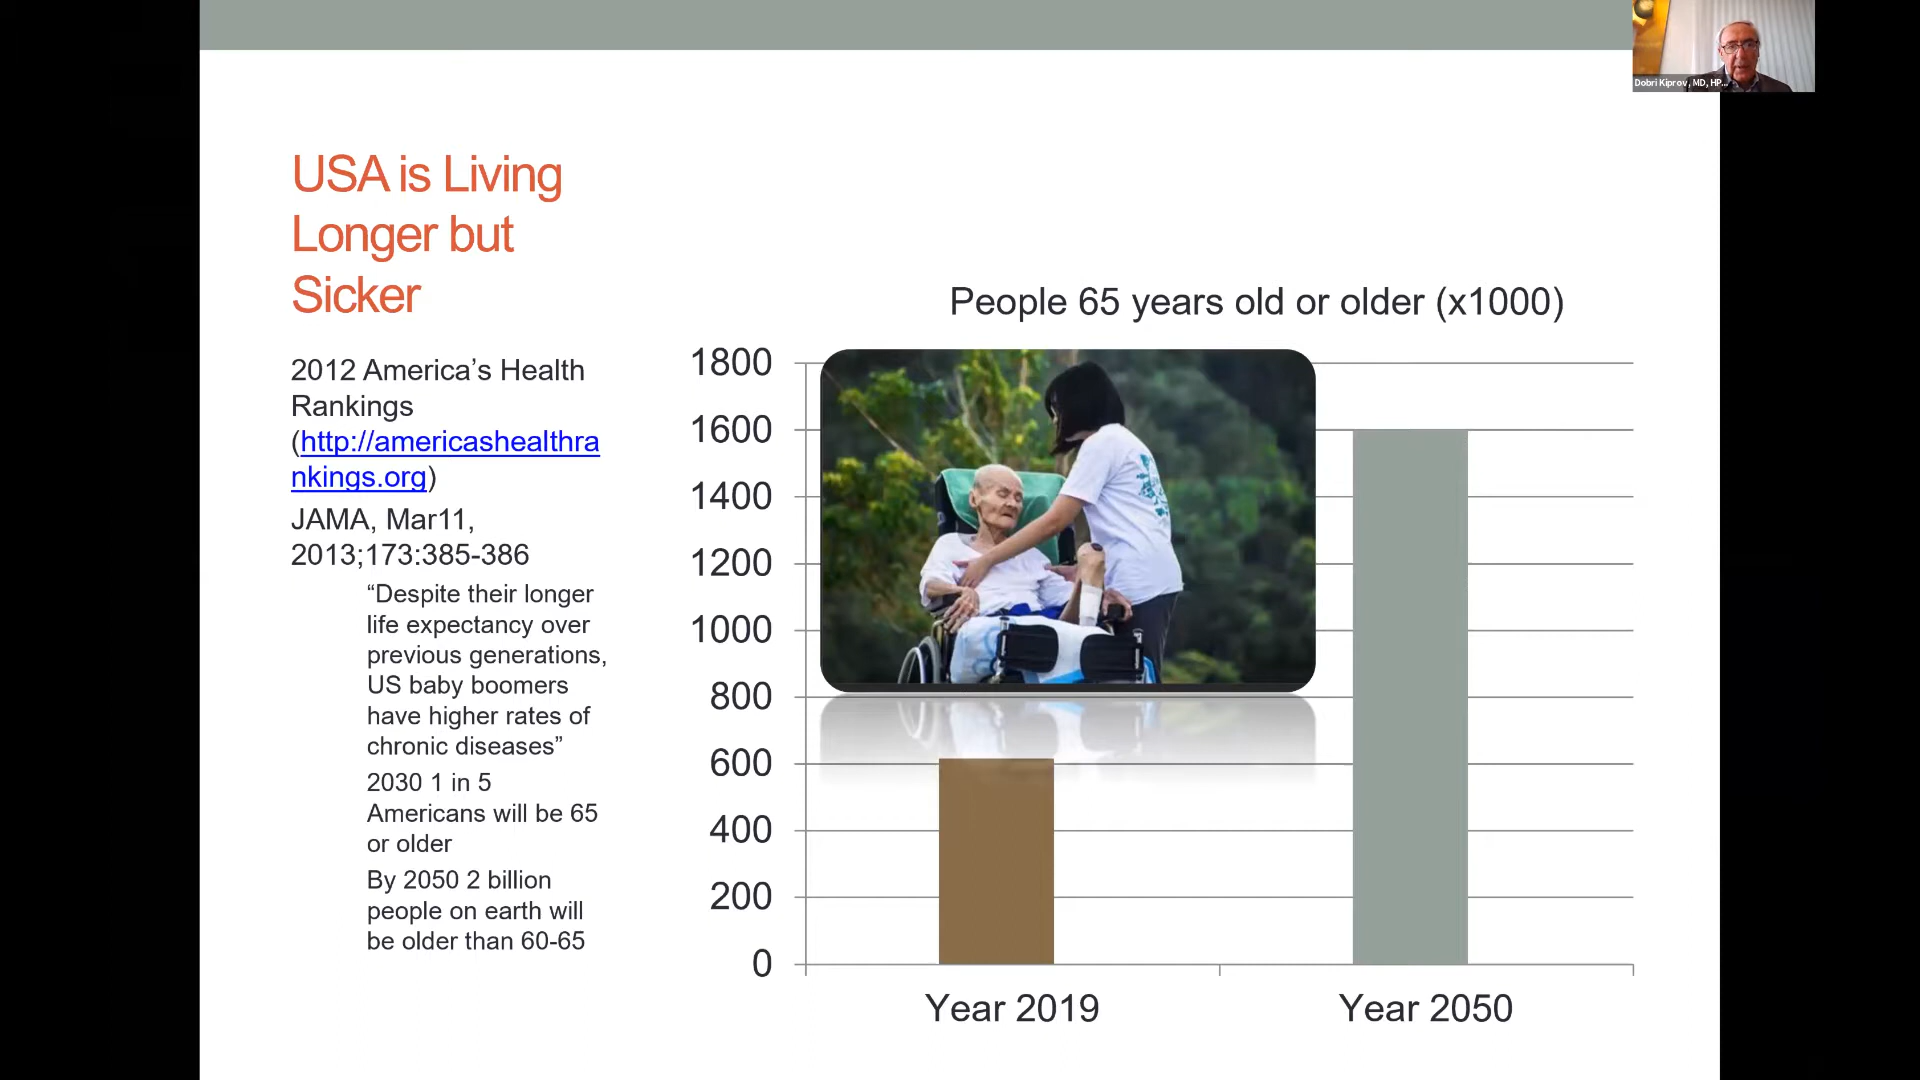 Dobri Kiprov, MD, HP...
USA is Living
Longer but
Sicker
2012 America’s Health
Rankings
(http://americashealthra
nkings.org)
JAMA, Mar11,
2013;173:385-386
“Despite their longer
life expectancy over
previous generations,
US baby boomers
have higher rates of
chronic diseases”
2030 1 in 5
Americans will be 65
or older
By 2050 2 billion
people on earth will
be older than 60-65
People 65 years old or older (x1000)
1800
1600
1400
1200
1000
800
600
400
200
0
Year 2019
Year 2050